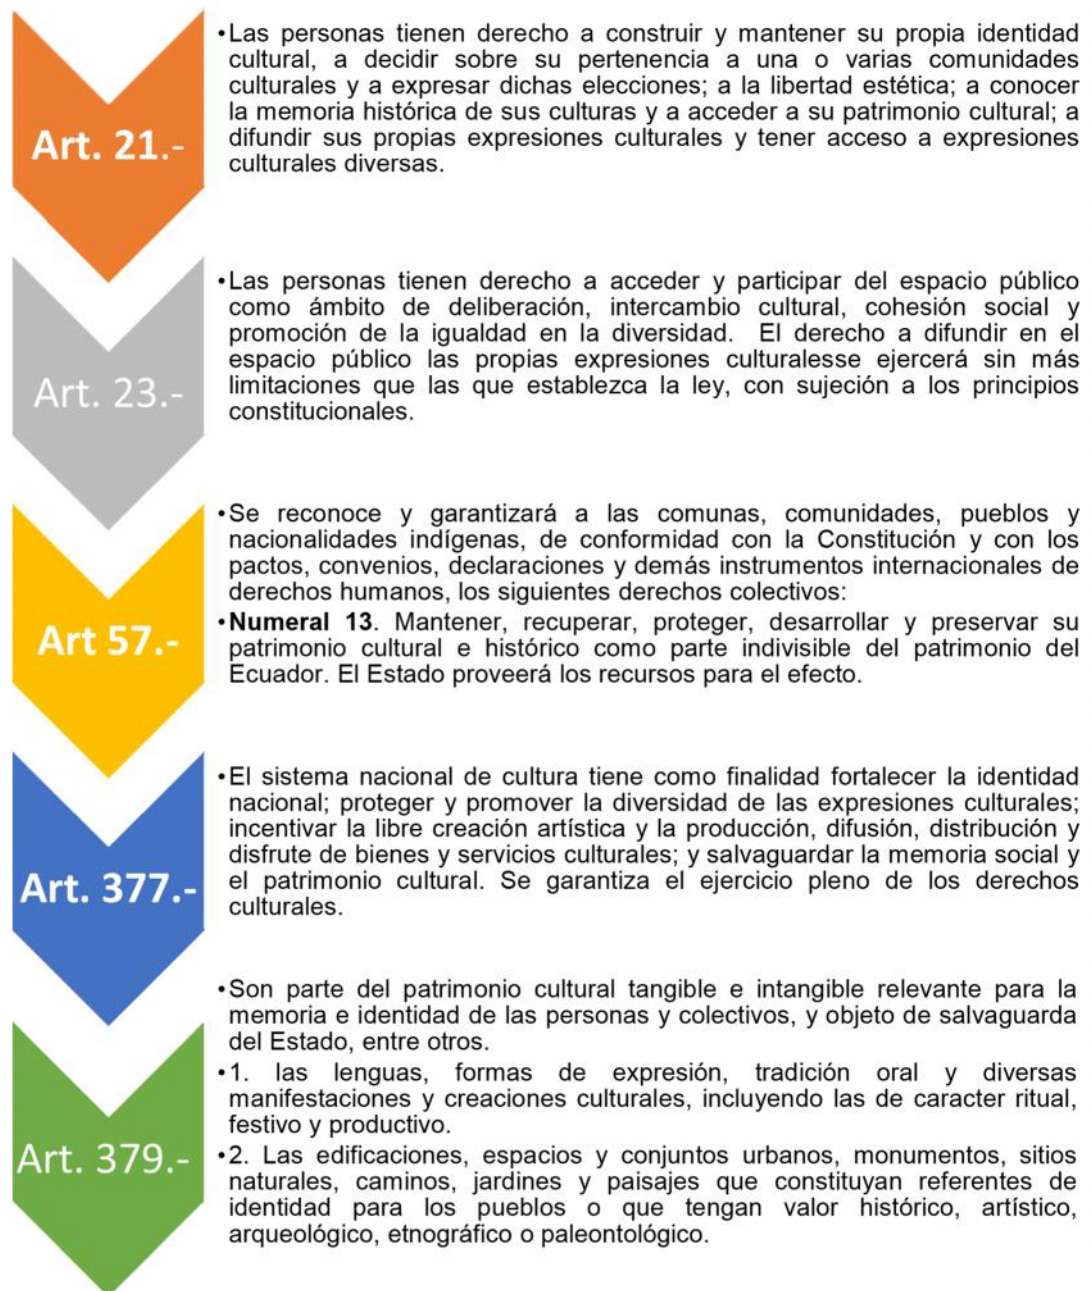 Art. 21.-
•Las personas tienen derecho a construir y mantener su propia identidad
cultural, a decidir sobre su pertenencia a una o varias comunidades
culturales y a expresar dichas elecciones; a la libertad estética; a conocer
la memoria histórica de sus culturas y a acceder a su patrimonio cultural; a
difundir sus propias expresiones culturales y tener acceso a expresiones
culturales diversas.
Art. 23.-
•Las personas tienen derecho a acceder y participar del espacio público
como ámbito de deliberación, intercambio cultural, cohesión social y
promoción de la igualdad en la diversidad. El derecho a difundir en el
espacio público las propias expresiones culturalesse ejercerá sin más
limitaciones que las que establezca la ley, con sujeción a los principios
constitucionales.
Art 57.-
•Se reconoce y garantizará a las comunas, comunidades, pueblos y
nacionalidades indígenas, de conformidad con la Constitución y con los
pactos, convenios, declaraciones y demás instrumentos internacionales de
derechos humanos, los siguientes derechos colectivos:
•Numeral 13. Mantener, recuperar, proteger, desarrollar y preservar su
patrimonio cultural e histórico como parte indivisible del patrimonio del
Ecuador. El Estado proveerá los recursos para el efecto.
Art. 377.-
•El sistema nacional de cultura tiene como finalidad fortalecer la identidad
nacional; proteger y promover la diversidad de las expresiones culturales;
incentivar la libre creación artística y la producción, difusión, distribución y
disfrute de bienes y servicios culturales; y salvaguardar la memoria social y
el patrimonio cultural. Se garantiza el ejercicio pleno de los derechos
culturales.
Art. 379.-
•Son parte del patrimonio cultural tangible e intangible relevante para la
memoria e identidad de las personas y colectivos, y objeto de salvaguarda
del Estado, entre otros.
•1. las lenguas, formas de expresión, tradición oral y diversas
manifestaciones y creaciones culturales, incluyendo las de caracter ritual,
festivo y productivo.
•2. Las edificaciones, espacios y conjuntos urbanos, monumentos, sitios
naturales, caminos, jardines y paisajes que constituyan referentes de
identidad para los pueblos o que tengan valor histórico, artístico,
arqueológico, etnográfico o paleontológico.